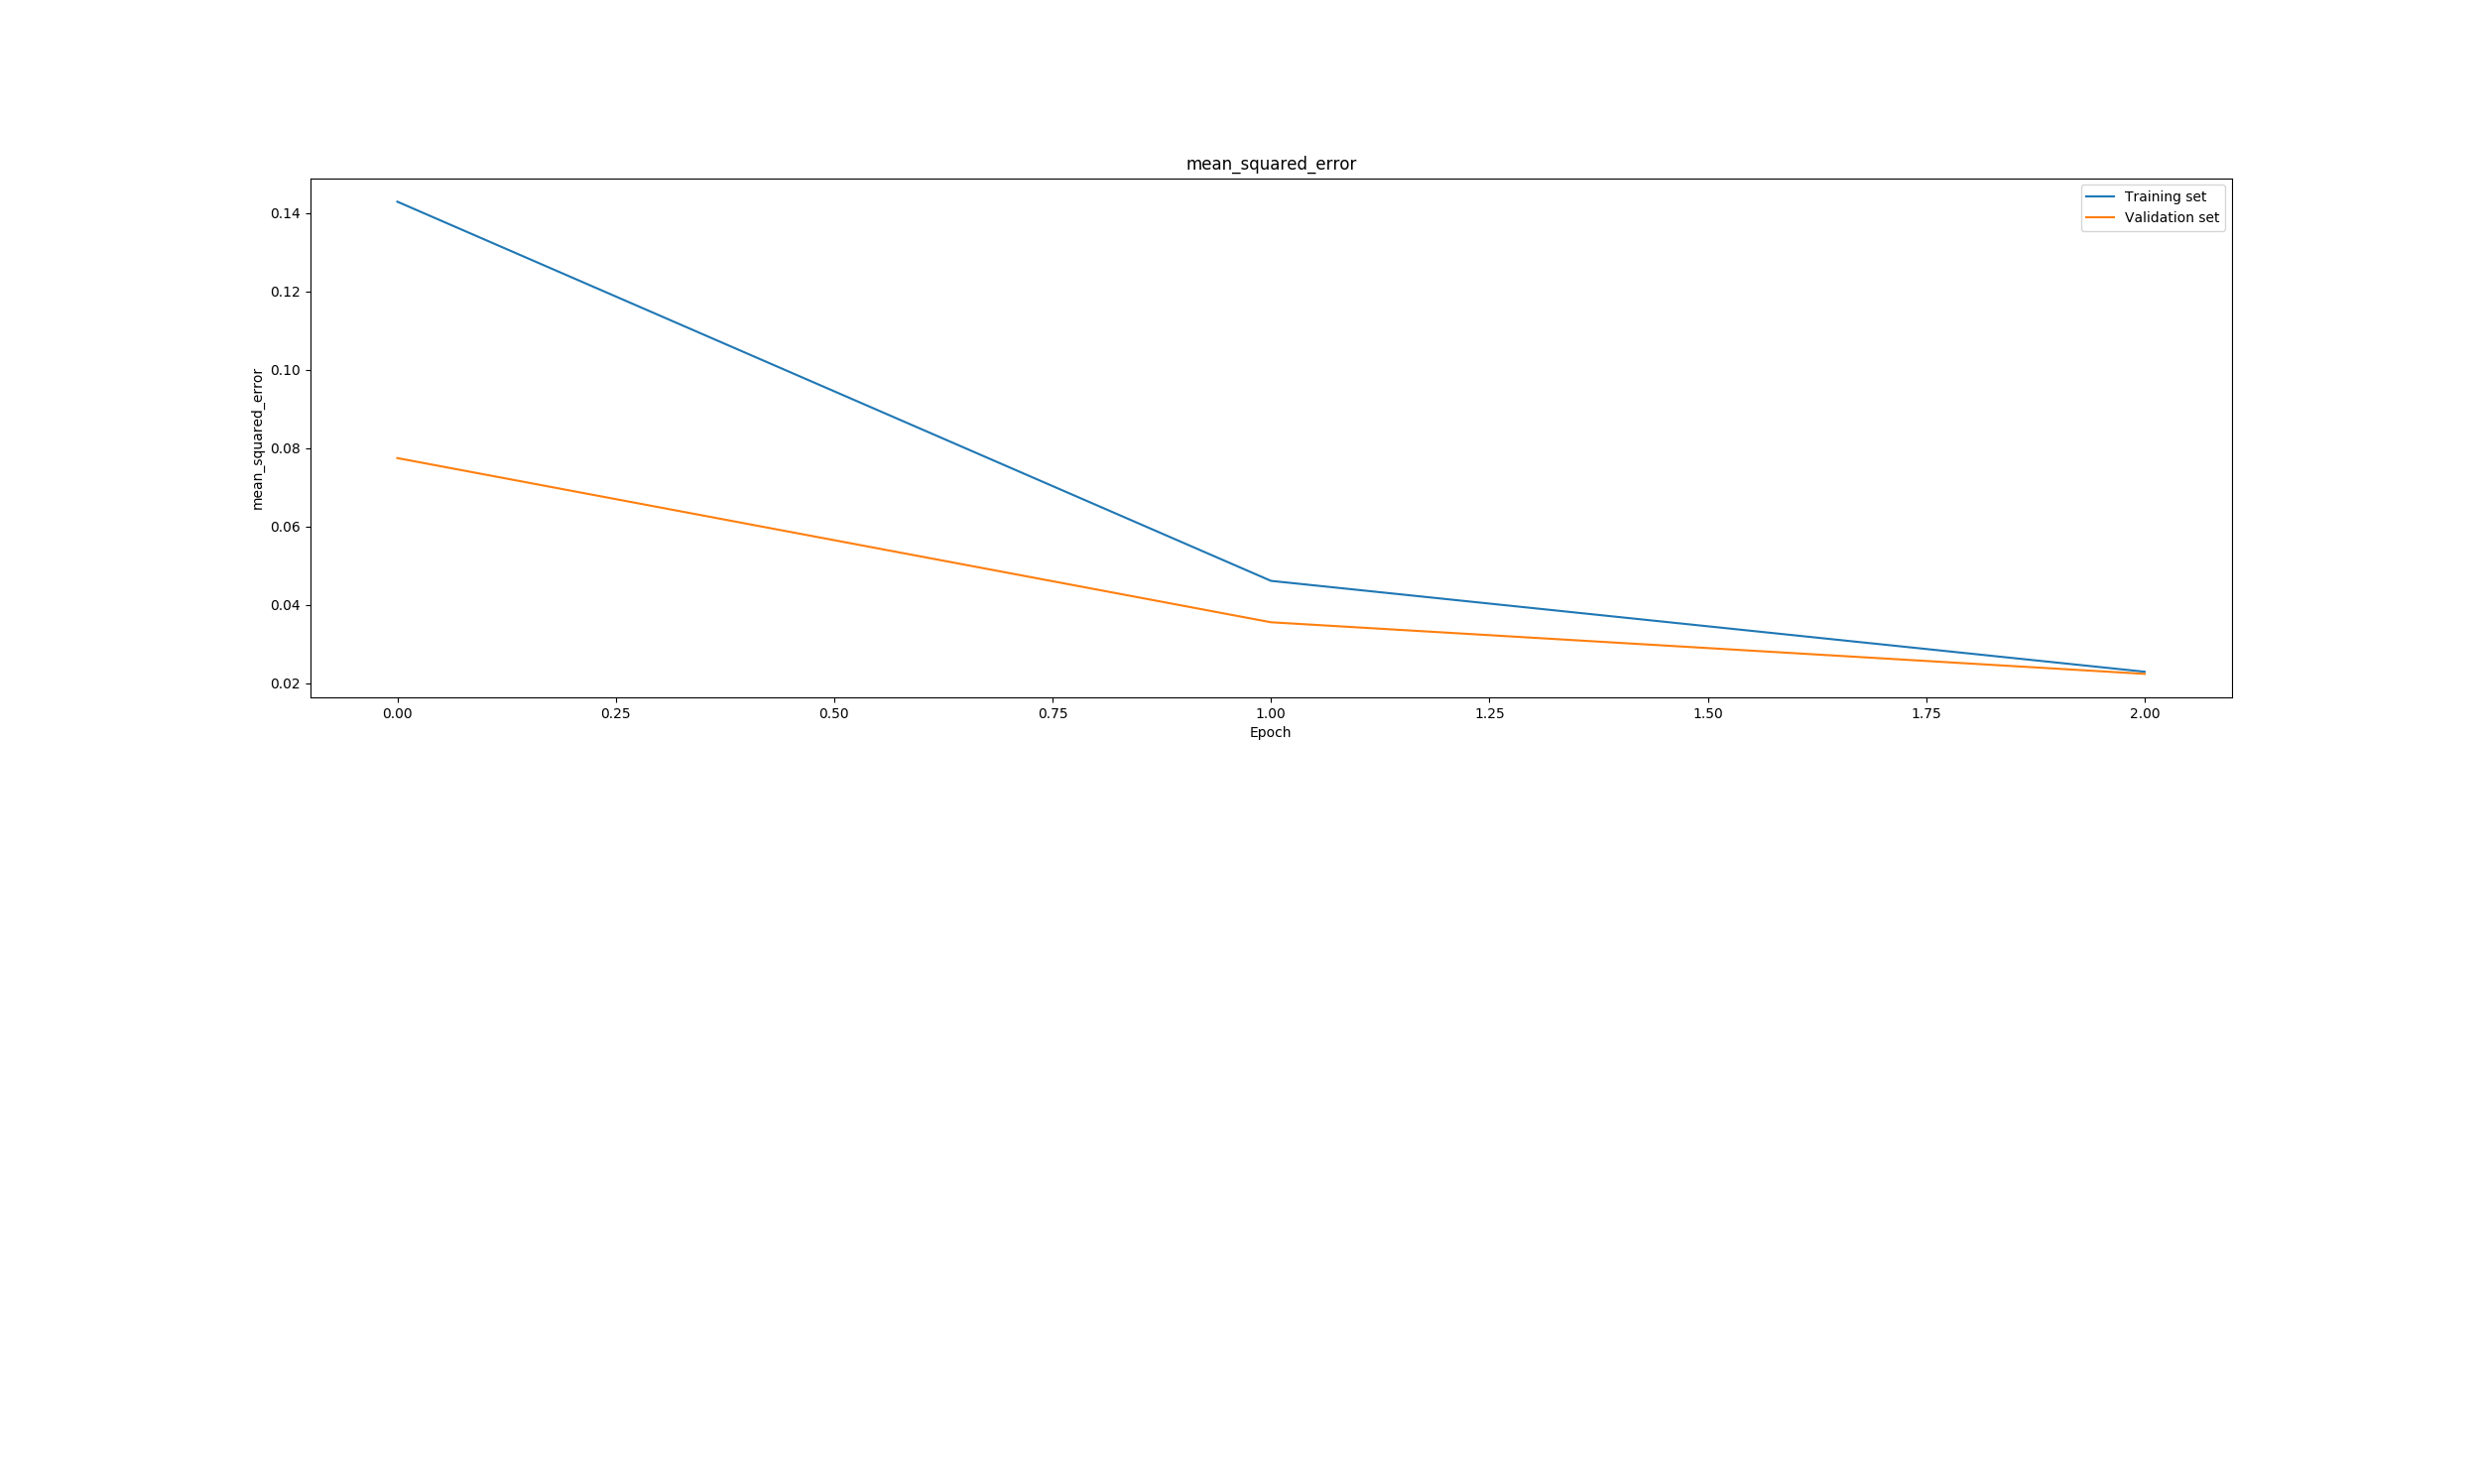 mean_squared_error
Training set
Validation set
mean_squared_error
0.14
0.12
0.10
0.08
0.06
0.04
0.02
0.00 0.25 0.50 0.75 1.00 1.25 1.50 1.75 2.00
Epoch